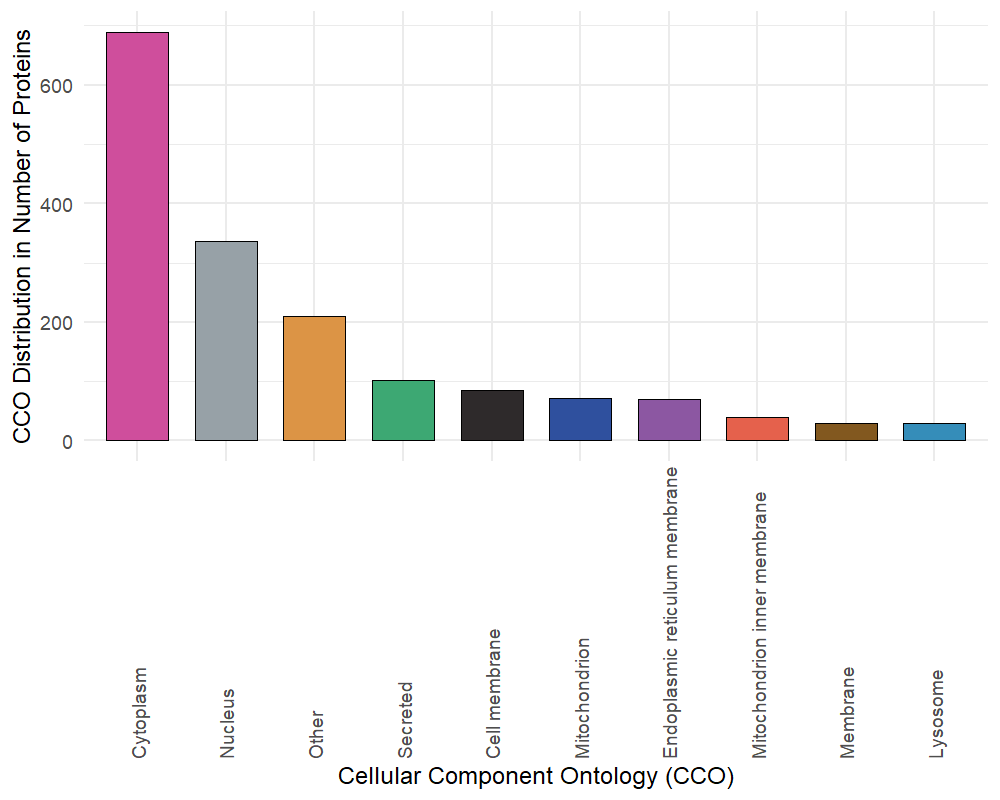 CCO Distribution in Number of Proteins
600
400
200
0
Cytoplasm
Nucleus
Other
Secreted
Cell membrane
Mitochondrion
Endoplasmic reticulum membrane
Mitochondrion inner membrane
Membrane
Lysosome
Cellular Component Ontology (CCO)